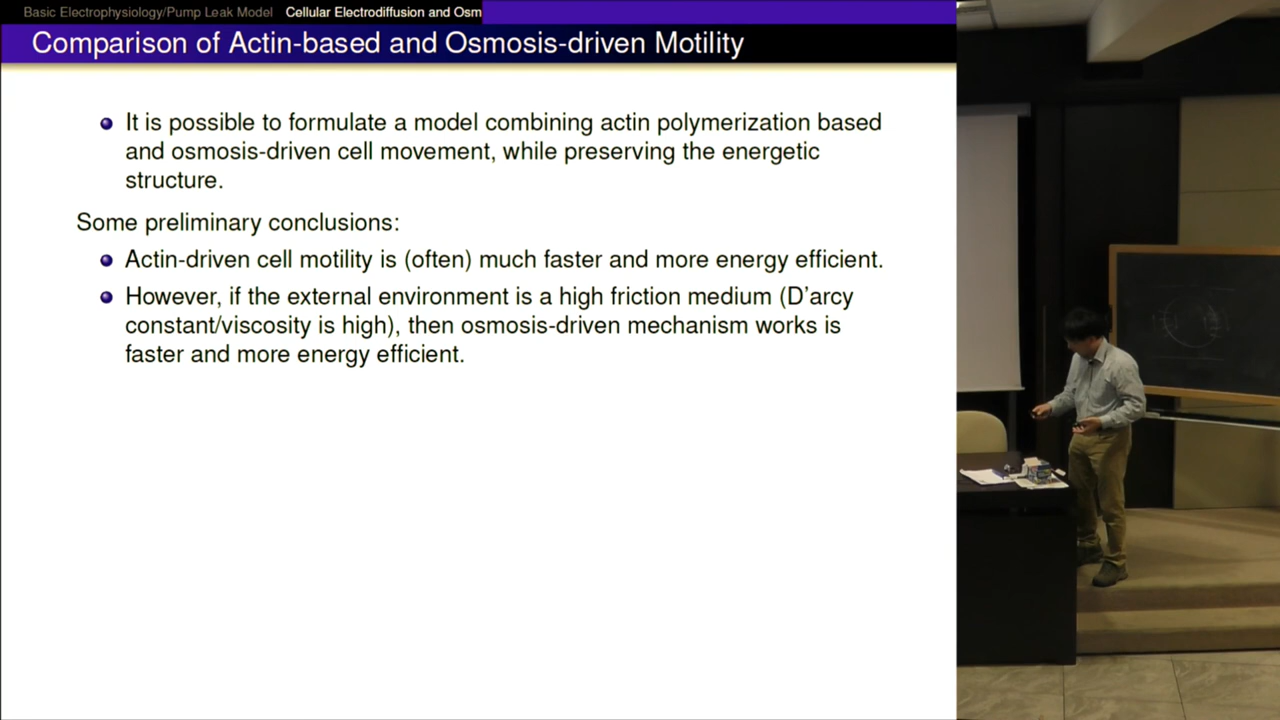 Basic Electrophysiology/Pump Leak Model Cellular Electrodiffusion and Osm
Comparison of Actin-based and Osmosis-driven Motility
It is possible to formulate a model combining actin polymerization based
and osmosis-driven cell movement, while preserving the energetic
structure.
Some preliminary conclusions:
Actin-driven cell motility is (often) much faster and more energy efficient.
However, if the external environment is a high friction medium (D'arcy
constant/viscosity is high), then osmosis-driven mechanism works is
faster and more energy efficient.